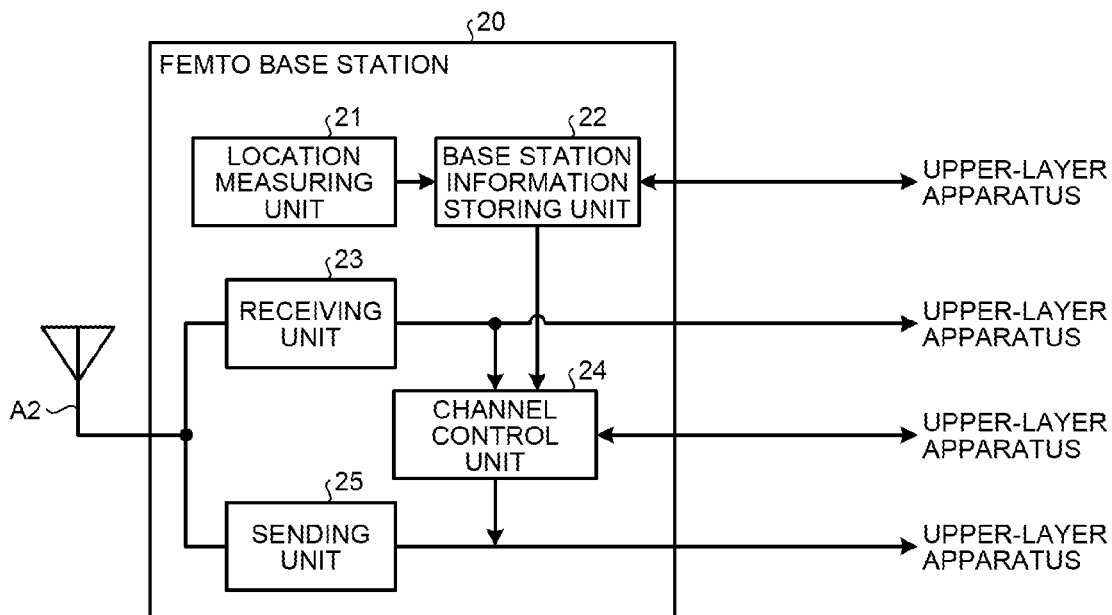 20
FEMTO BASE STATION
21
LOCATION
MEASURING
UNIT
22
BASE STATION
INFORMATION
STORING UNIT
UPPER-LAYER
APPARATUS
23
RECEIVING
UNIT
UPPER-LAYER
APPARATUS
A2
24
CHANNEL
CONTROL
UNIT
UPPER-LAYER
APPARATUS
25
SENDING
UNIT
UPPER-LAYER
APPARATUS